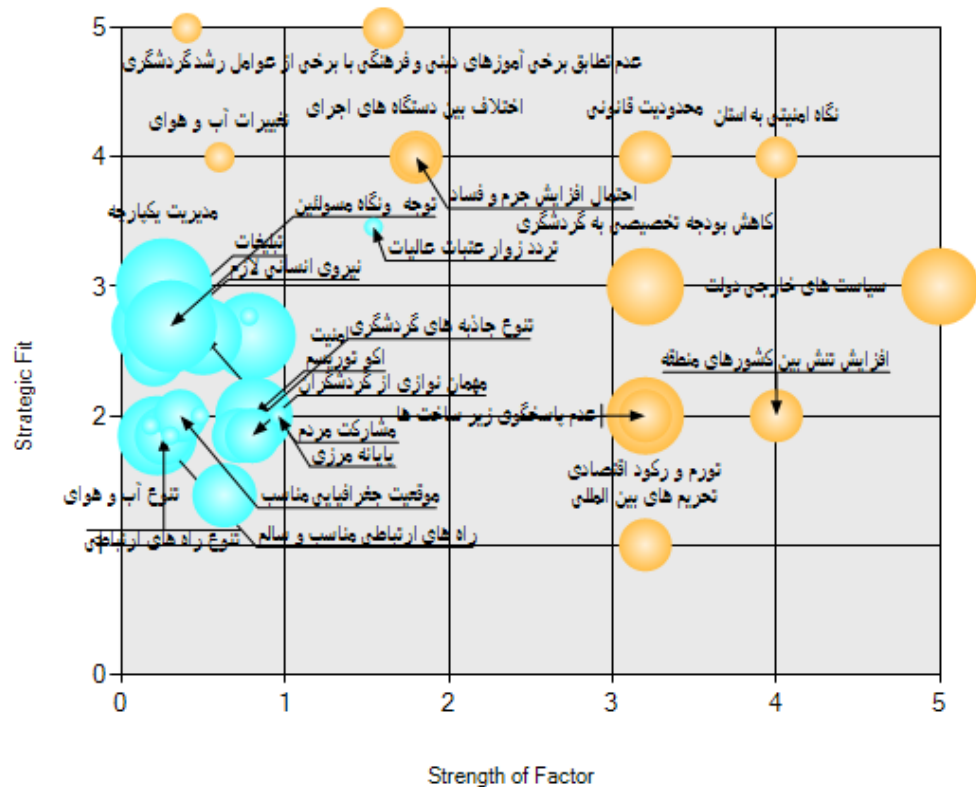 5
عدم تطابق برخی آموزهای دینی و فرهنگی با برخی از عوامل رشد گردشگری
اختلاف بین دستگاه های اجرای
محدودیت قانونی
نگاه امنیتی به استان
تغییرات آب و هوای
4
احتمال افزایش جرم و فساد
توجه ونگاه مسولئین
مدیریت یکپارچه
کاهش بودجه تخصیصی به گردشگری
تبلیغات
تردد زوار عتبات عالیات
نیروی انسانی لازم
3
سیاست های خارجی دولت
امنیت
تنوع جاذبه های گردشگری
اکو توریسم
افزایش تنش بین کشورهای منطقه
مهمان نوازی از گردشگران
2
عدم پاسخگوی زیر ساخت ها
مشارکت مردم
پایانه مرزی
تورم و رکود اقتصادی
تحریم های بین المللی
تنوع آب و هوای
موقعیت جغرافیایی مناسب
تنوع راه های ارتباطی
راه های ارتباطی مناسب و سالم
1
0
0 1 2 3 4 5
Strategic Fit
Strength of Factor